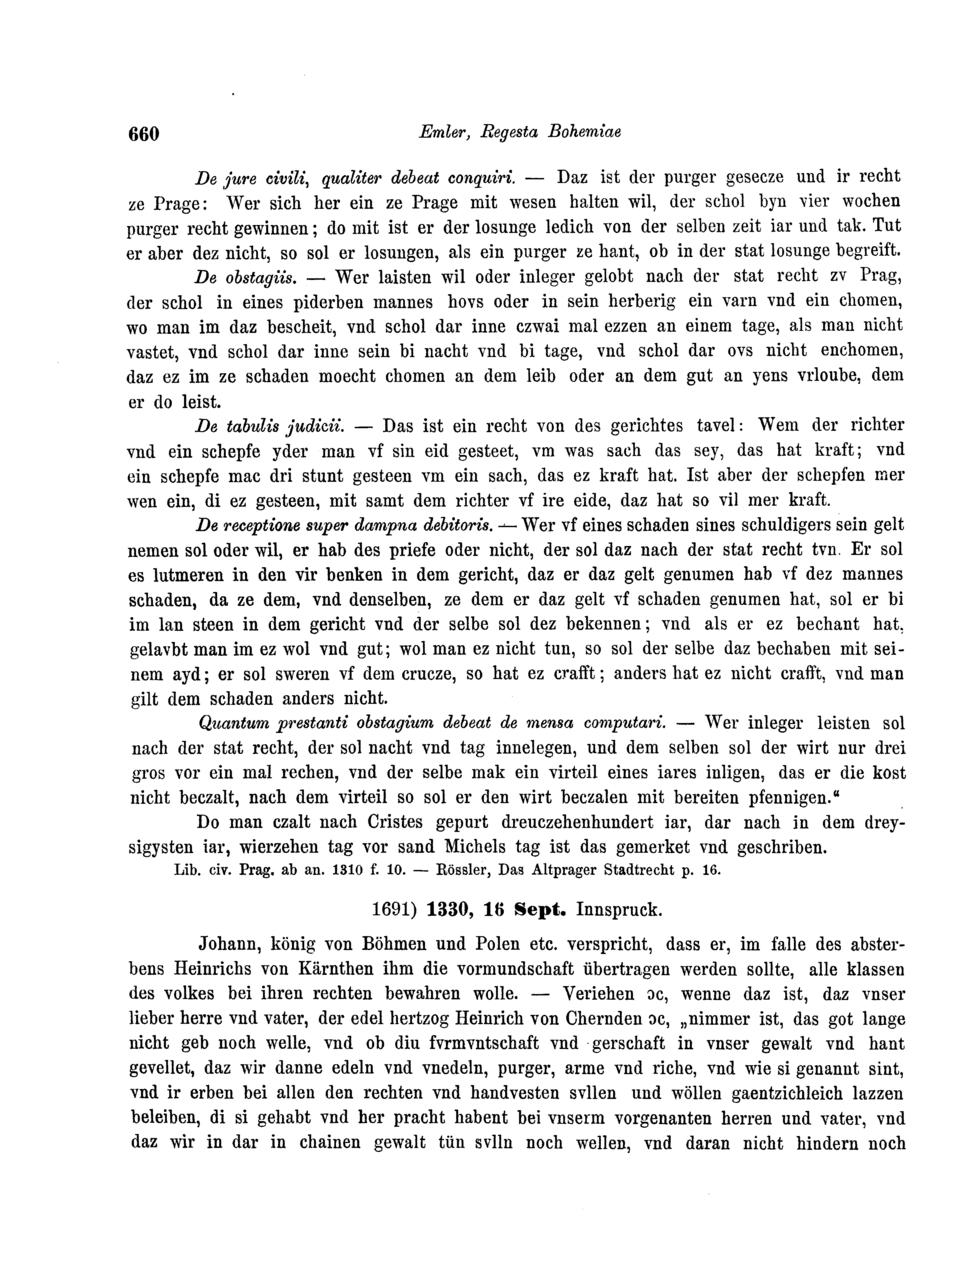 660 Emler, Regesta Bohemiae
De jure civili, qualiter debeat conquiri. — Daz ist der purger gesecze und ir recht
ze Prage: Wer sich her ein ze Prage mit wesen halten wil, der schol byn vier wochen
purger recht gewinnen; do mit ist er der losunge ledich von der selben zeit iar und tak. Tut
er aber dez nicht, so sol er losungen, als ein purger ze hant, ob in der stat losunge begreift.
De obstagiis. — Wer laisten wil oder inleger gelobt nach der stat recht zv Prag,
der schol in eines piderben mannes hovs oder in sein herberig ein varn vnd ein chomen,
wo man im daz bescheit, vnd schol dar inne czwai mal ezzen an einem tage, als man nicht
vastet, vnd schol dar inne sein bi nacht vnd bi tage, vnd schol dar ovs nicht enchomen,
daz ez im ze schaden moecht chomen an dem leib oder an dem gut an yens vrloube, dem
er do leist.
De tabulis judicii. — Das ist ein recht von des gerichtes tavel: Wem der richter
vnd ein schepfe yder man vf sin eid gesteet, vm was sach das sey, das hat kraft; vnd
ein schepfe mac dri stunt gesteen vm ein sach, das ez kraft hat. Ist aber der schepfen mer
wen ein, di ez gesteen, mit samt dem richter vf ire eide, daz hat so vil mer kraft.
De receptione super dampna debitoris. — Wer vf eines schaden sines schuldigers sein gelt
nemen sol oder wil, er hab des priefe oder nicht, der sol daz nach der stat recht tvn. Er sol
es lutmeren in den vir benken in dem gericht, daz er daz gelt genumen hab vf dez mannes
schaden, da ze dem, vnd denselben, ze dem er daz gelt vf schaden genumen hat, sol er bi
im lan steen in dem gericht vnd der selbe sol dez bekennen; vnd als er ez bechant hat,
gelavbt man im ez wol vnd gut; wol man ez nicht tun, so sol der selbe daz bechaben mit sei-
nem ayd; er sol sweren vf dem crucze, so hat ez crafft; anders hat ez nicht crafft, vnd man
gilt dem schaden anders nicht.
Quantum prestanti obstagium debeat de mensa computari. — Wer inleger leisten sol
nach der stat recht, der sol nacht vnd tag innelegen, und dem selben sol der wirt nur drei
gros vor ein mal rechen, vnd der selbe mak ein virteil eines iares inligen, das er die kost
nicht beczalt, nach dem virteil so sol er den wirt beczalen mit bereiten pfennigen.“
Do man czalt nach Cristes gepurt dreuczehenhundert iar, dar nach in dem drey-
sigysten iar, wierzehen tag vor sand Michels tag ist das gemerket vnd geschriben.
Lib. civ. Prag. ab an. 1310 f. 10. — Rössler, Das Altprager Stadtrecht p. 16.
1691) 1330, 16 Sept. Innspruck.
Johann, könig von Böhmen und Polen etc. verspricht, dass er, im falle des abster-
bens Heinrichs von Kärnthen ihm die vormundschaft übertragen werden sollte, alle klassen
des volkes bei ihren rechten bewahren wolle. — Veriehen ɔc, wenne daz ist, daz vnser
lieber herre vnd vater, der edel hertzog Heinrich von Chernden ɔc, „nimmer ist, das got lange
nicht geb noch welle, vnd ob diu fvrmvntschaft vnd gerschaft in vnser gewalt vnd hant
gevellet, daz wir danne edeln vnd vnedeln, purger, arme vnd riche, vnd wie si genannt sint,
vnd ir erben bei allen den rechten vnd handvesten svllen und wöllen gaentzichleich lazzen
beleiben, di si gehabt vnd her pracht habent bei vnserm vorgenanten herren und vater, vnd
daz wir in dar in chainen gewalt tün svlln noch wellen, vnd daran nicht hindern noch